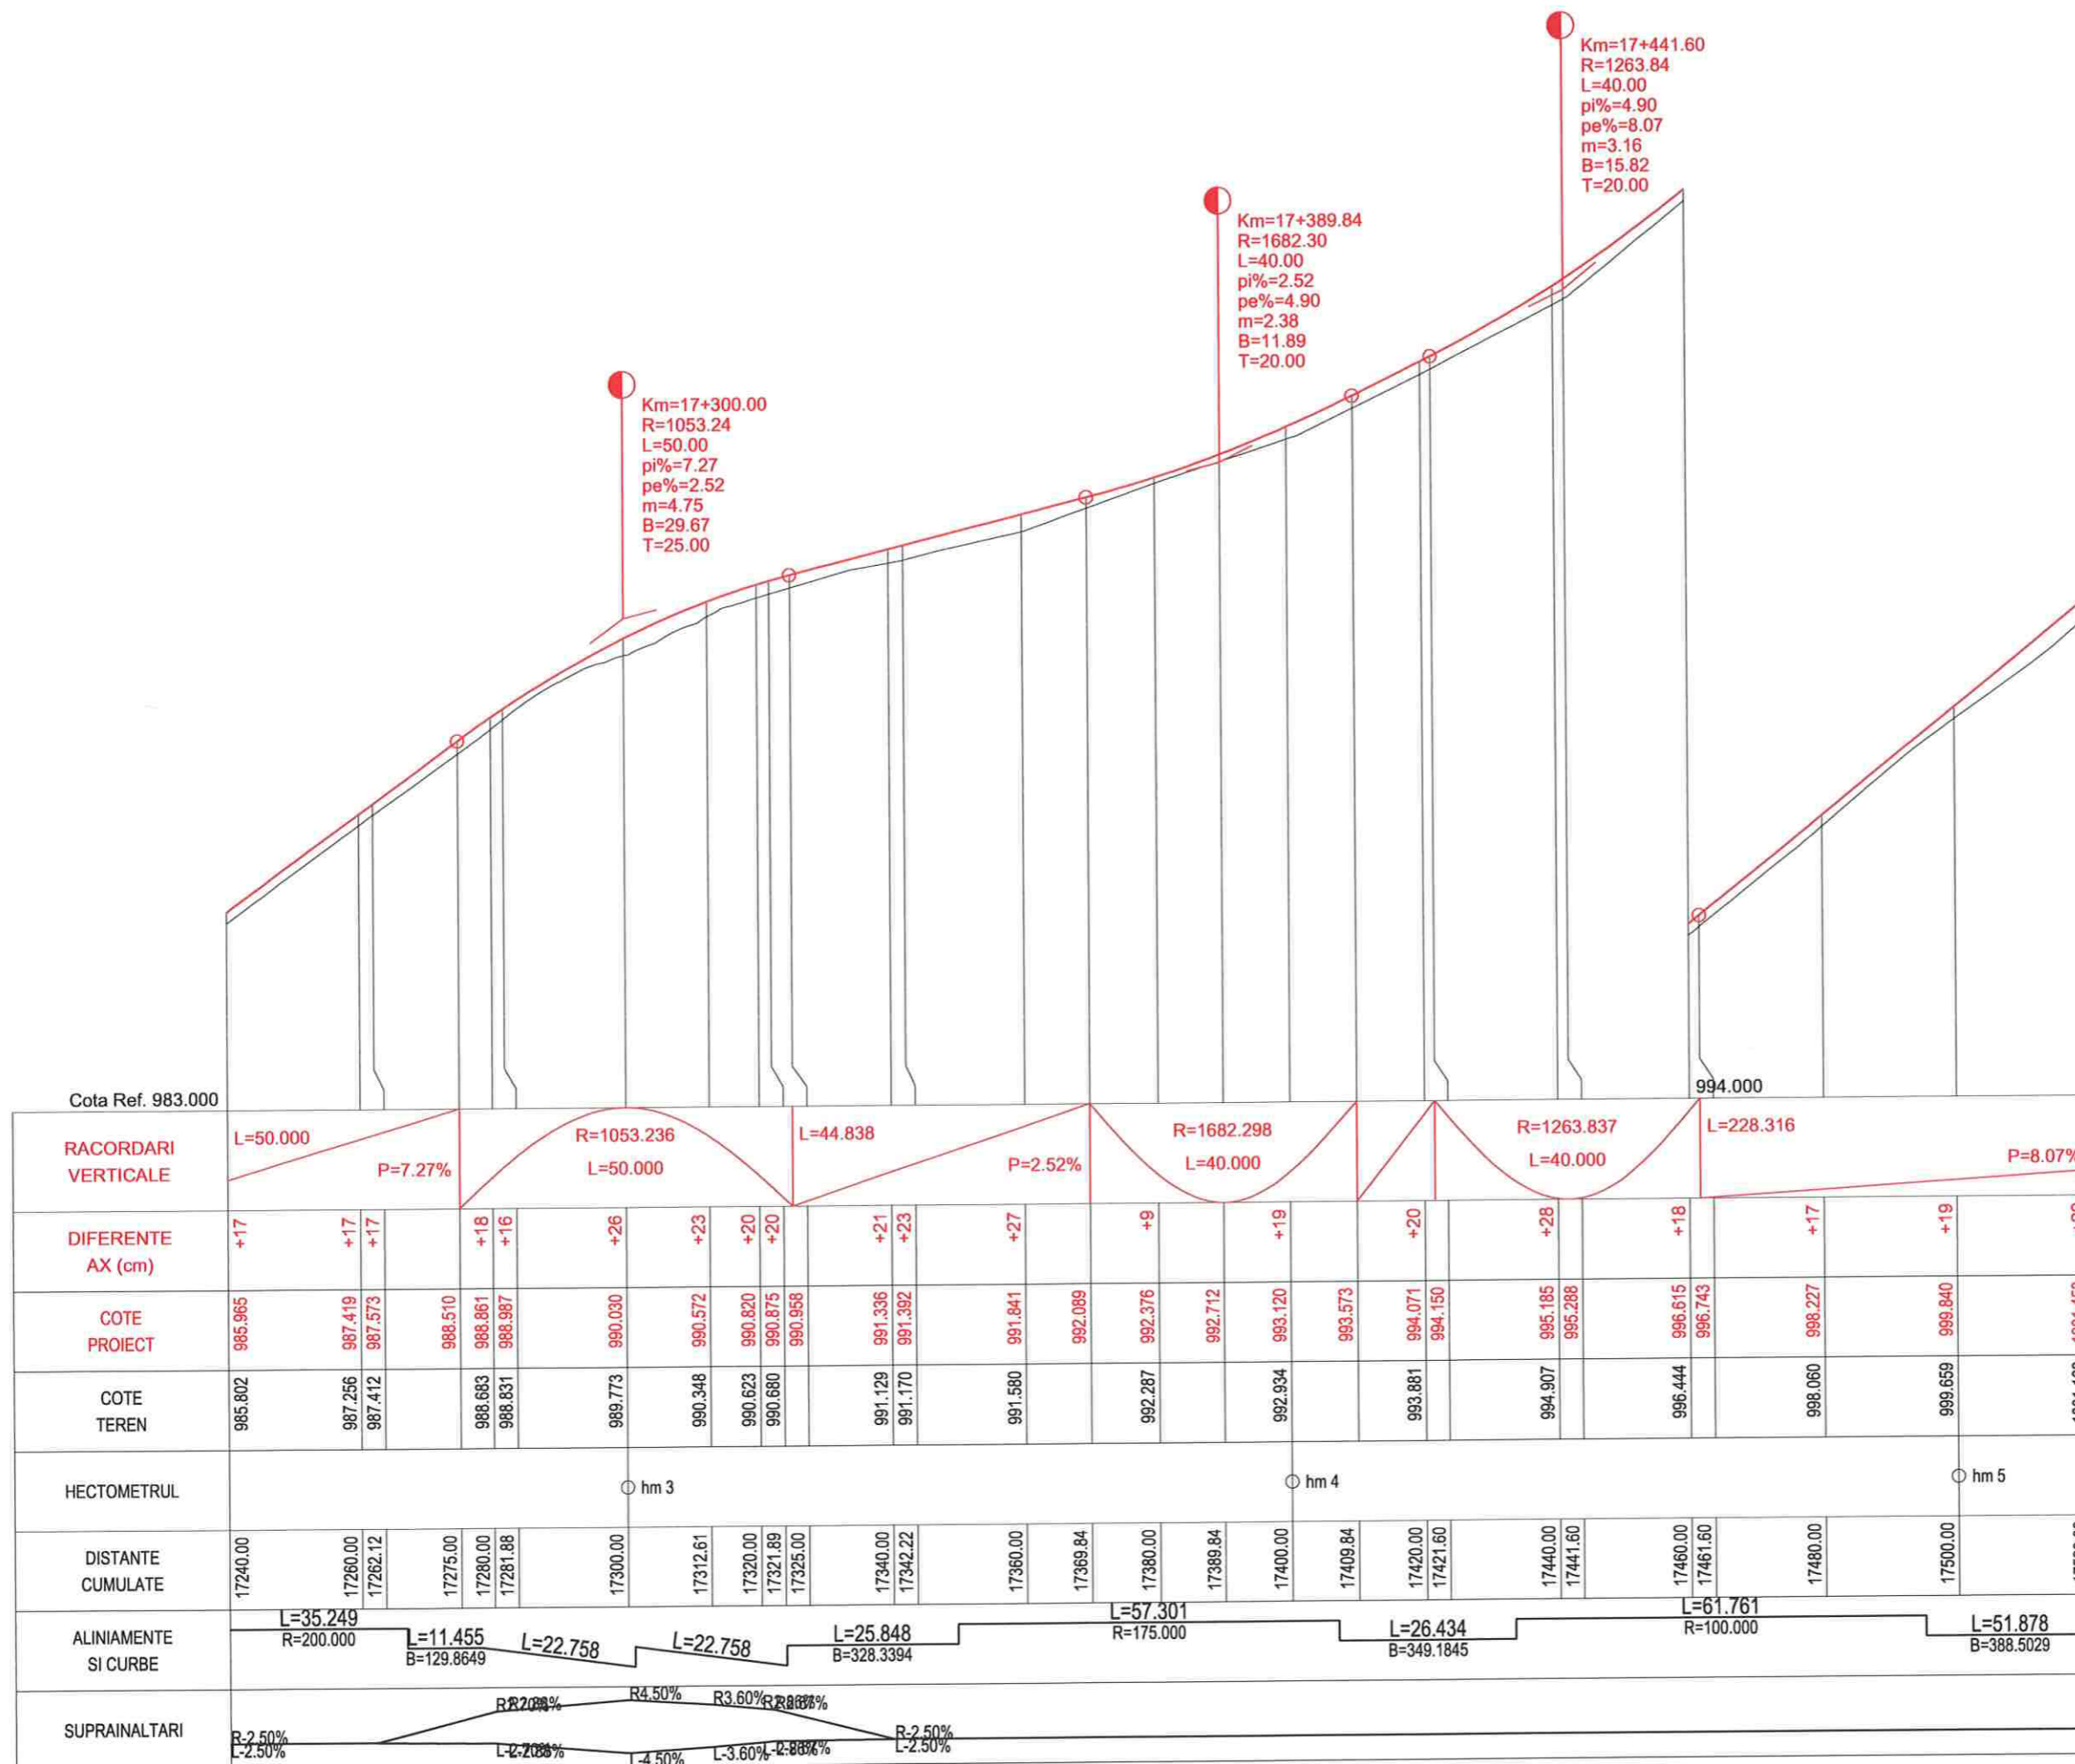 Km=17+441.60
R=1263.84
L=40.00
pi%=4.90
pe%=8.07
m=3.16
B=15.82
T=20.00
Km=17+389.84
R=1682.30
L=40.00
pi%=2.52
pe%=4.90
m=2.38
B=11.89
T=20.00
Km=17+300.00
R=1053.24
L=50.00
pi%=7.27
pe%=2.52
m=4.75
B=29.67
T=25.00
Cota Ref. 983.000
994.000
RACORDARI
VERTICALE
L=50.000
P=7.27%
R=1053.236
L=50.000
L=44.838
P=2.52%
R=1682.298
L=40.000
R=1263.837
L=40.000
L=228.316
P=8.07%
DIFERENTE
AX (cm)
+17 +17 +17 +18 +16 +26 +23 +20 +20 +21 +23 +27 +9 +19 +20 +28 +18 +17 +19
COTE
PROIECT
985.965 987.419 987.573 988.510 988.861 988.987 990.030 990.572 990.820 990.875 990.958 991.336 991.392 991.841 992.089 992.376 992.712 993.120 993.573 994.071 994.150 995.185 995.288 996.615 996.743 998.227 999.840
COTE
TEREN
985.802 987.256 987.412 988.683 988.831 989.773 990.348 990.623 990.680 991.129 991.170 991.580 992.287 992.934 993.881 994.907 996.444 998.060 999.659
HECTOMETRUL
hm 3
hm 4
hm 5
DISTANTE
CUMULATE
17240.00 17260.00 17262.12 17275.00 17280.00 17281.88 17300.00 17312.61 17320.00 17321.89 17325.00 17340.00 17342.22 17360.00 17369.84 17380.00 17389.84 17400.00 17409.84 17420.00 17421.60 17440.00 17441.60 17460.00 17461.60 17480.00 17500.00
ALINIAMENTE
SI CURBE
L=35.249
R=200.000
L=11.455
B=129.8649
L=22.758
L=22.758
L=25.848
B=328.3394
L=57.301
R=175.000
L=26.434
B=349.1845
L=61.761
R=100.000
L=51.878
B=388.5029
SUPRAINALTARI
R-2.50%
L-2.50%
R4.50%
L-4.50%
R3.60%
L-3.60%
R-2.50%
L-2.50%